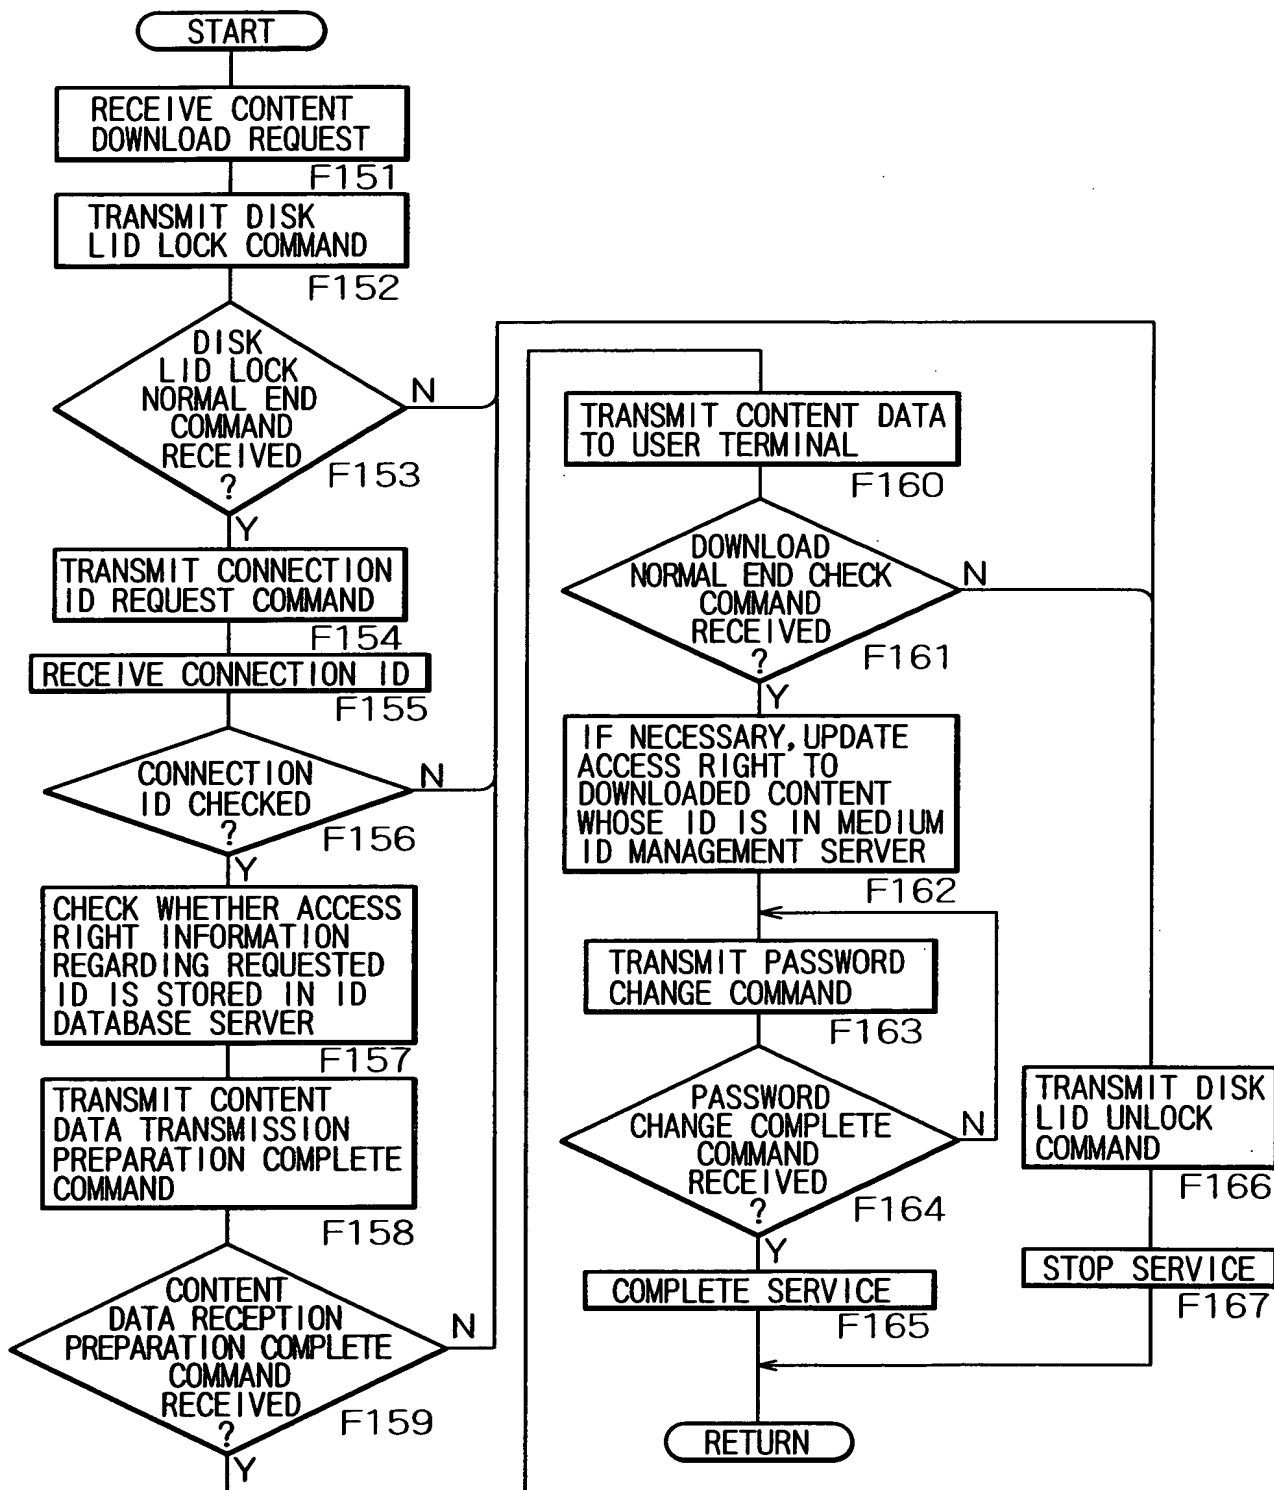 START
RECEIVE CONTENT
DOWNLOAD REQUEST
F151
TRANSMIT DISK
LID LOCK COMMAND
F152
DISK
LID LOCK
NORMAL END
COMMAND
RECEIVED
?
N
F153
Y
TRANSMIT CONNECTION
ID REQUEST COMMAND
F154
RECEIVE CONNECTION ID
F155
CONNECTION
ID CHECKED
?
N
F156
Y
CHECK WHETHER ACCESS
RIGHT INFORMATION
REGARDING REQUESTED
ID IS STORED IN ID
DATABASE SERVER
F157
TRANSMIT CONTENT
DATA TRANSMISSION
PREPARATION COMPLETE
COMMAND
F158
CONTENT
DATA RECEPTION
PREPARATION COMPLETE
COMMAND
RECEIVED
?
N
F159
Y
TRANSMIT CONTENT DATA
TO USER TERMINAL
F160
DOWNLOAD
NORMAL END CHECK
COMMAND
RECEIVED
?
N
F161
Y
IF NECESSARY, UPDATE
ACCESS RIGHT TO
DOWNLOADED CONTENT
WHOSE ID IS IN MEDIUM
ID MANAGEMENT SERVER
F162
TRANSMIT PASSWORD
CHANGE COMMAND
F163
PASSWORD
CHANGE COMPLETE
COMMAND
RECEIVED
?
N
F164
Y
COMPLETE SERVICE
F165
TRANSMIT DISK
LID UNLOCK
COMMAND
F166
STOP SERVICE
F167
RETURN